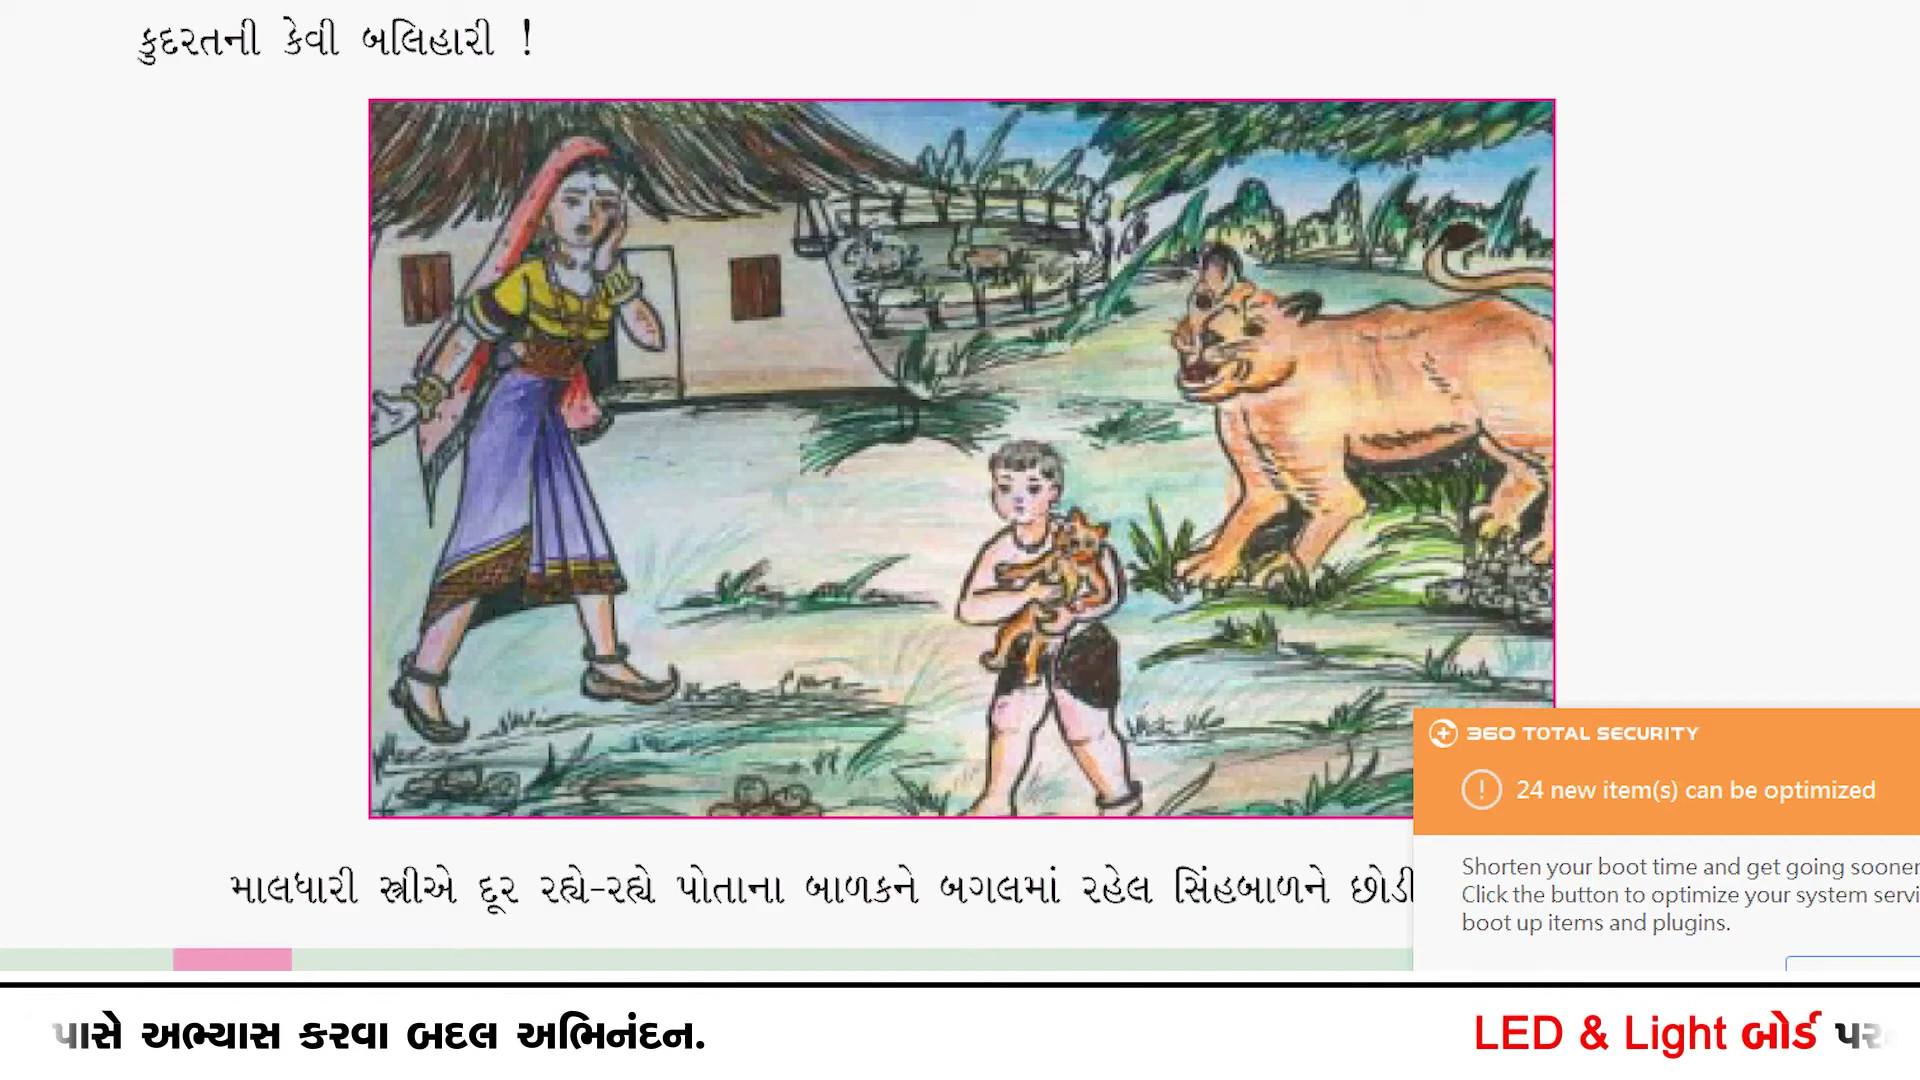 કુદરતની કેવી બલિહારી !
માલધારી સ્ત્રીએ દૂર રહ્યે-રહ્યે પોતાના બાળકને બગલમાં રહેલ સિંહબાળને છોડી
360 TOTAL SECURITY
24 new item(s) can be optimized
Shorten your boot time and get going sooner
Click the button to optimize your system servi
boot up items and plugins.
પાસે અભ્યાસ કરવા બદલ અભિનંદન.
LED & Light બોર્ડ પર